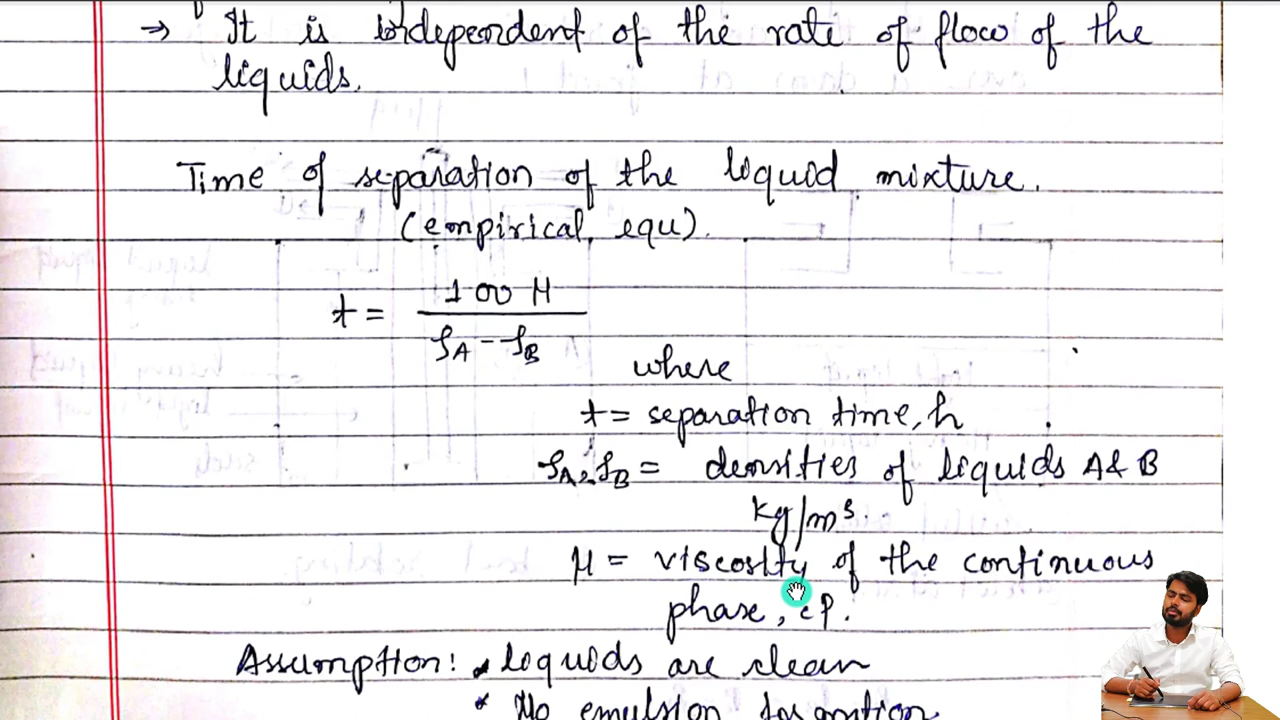 → It is independent of the rate of flow of the
liquids.
Time of separation of the liquid mixture.
(empirical equ).
t = 100 μ / ρA - ρB
where
t = separation time, h
ρA, ρB = densities of liquids A & B
kg/m³
μ = viscosity of the continuous
phase, cP.
Assumption: * liquids are clean
* No emulsion formation